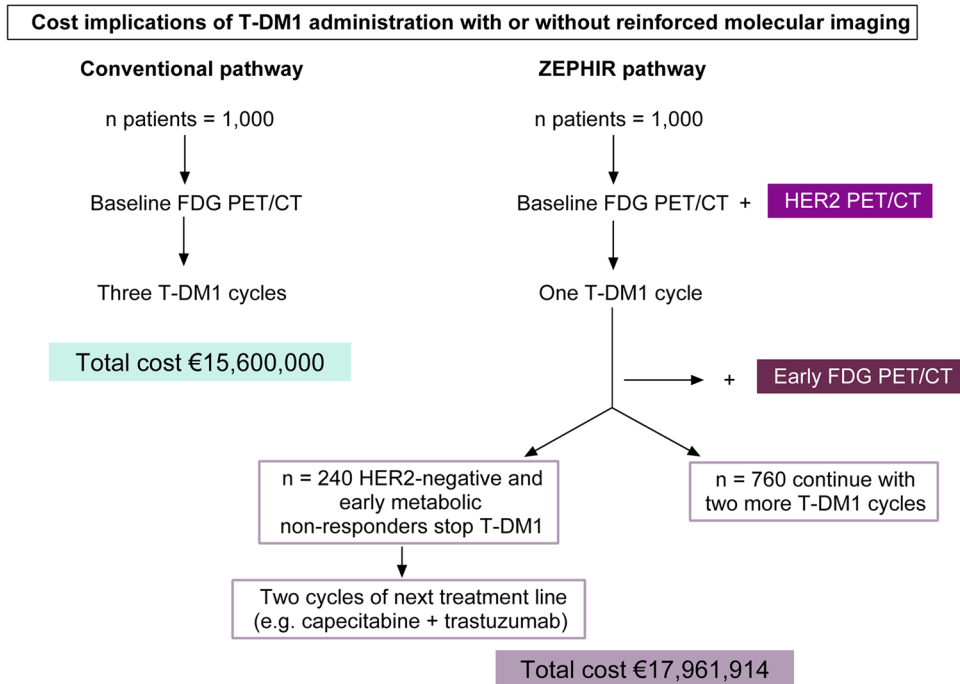 Cost implications of T-DM1 administration with or without reinforced molecular imaging
Conventional pathway
n patients = 1,000
Baseline FDG PET/CT
Three T-DM1 cycles
Total cost €15,600,000
ZEPHIR pathway
n patients = 1,000
Baseline FDG PET/CT +
HER2 PET/CT
One T-DM1 cycle
+
Early FDG PET/CT
n = 240 HER2-negative and
early metabolic
non-responders stop T-DM1
n = 760 continue with
two more T-DM1 cycles
Two cycles of next treatment line
(e.g. capecitabine + trastuzumab)
Total cost €17,961,914